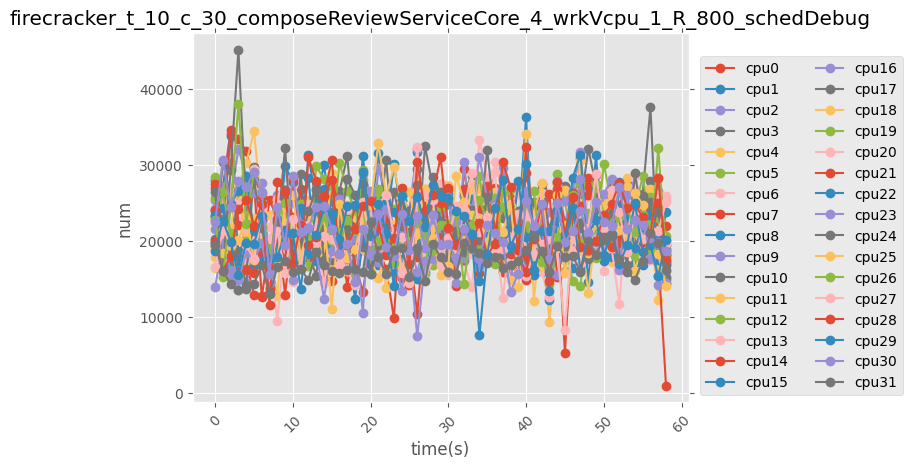 firecracker_t_10_c_30_composeReviewServiceCore_4_wrkVcpu_1_R_800_schedDebug
40000
30000
20000
10000
0
num
0
10
20
30
40
50
60
time(s)
cpu0
cpu1
cpu2
cpu3
cpu4
cpu5
cpu6
cpu7
cpu8
cpu9
cpu10
cpu11
cpu12
cpu13
cpu14
cpu15
cpu16
cpu17
cpu18
cpu19
cpu20
cpu21
cpu22
cpu23
cpu24
cpu25
cpu26
cpu27
cpu28
cpu29
cpu30
cpu31